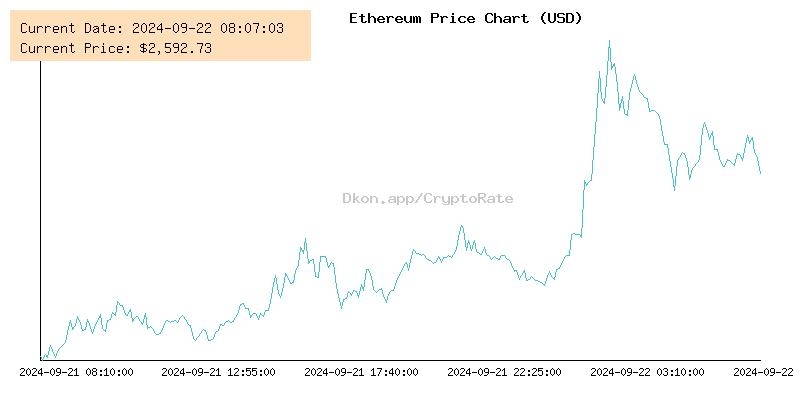 Ethereum Price Chart (USD)
Current Date: 2024-09-22 08:07:03
Current Price: $2,592.73
Dkon.app/CryptoRate
2024-09-21 08:10:00 2024-09-21 12:55:00 2024-09-21 17:40:00 2024-09-21 22:25:00 2024-09-22 03:10:00 2024-09-22